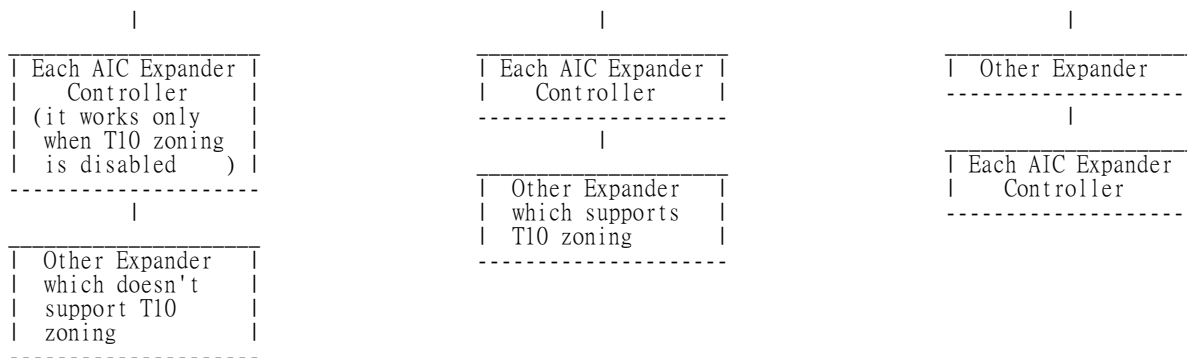 Each AIC Expander
Controller
(it works only
when T10 zoning
is disabled )
Other Expander
which doesn't
support T10
zoning
Each AIC Expander
Controller
Other Expander
which supports
T10 zoning
Other Expander
Each AIC Expander
Controller